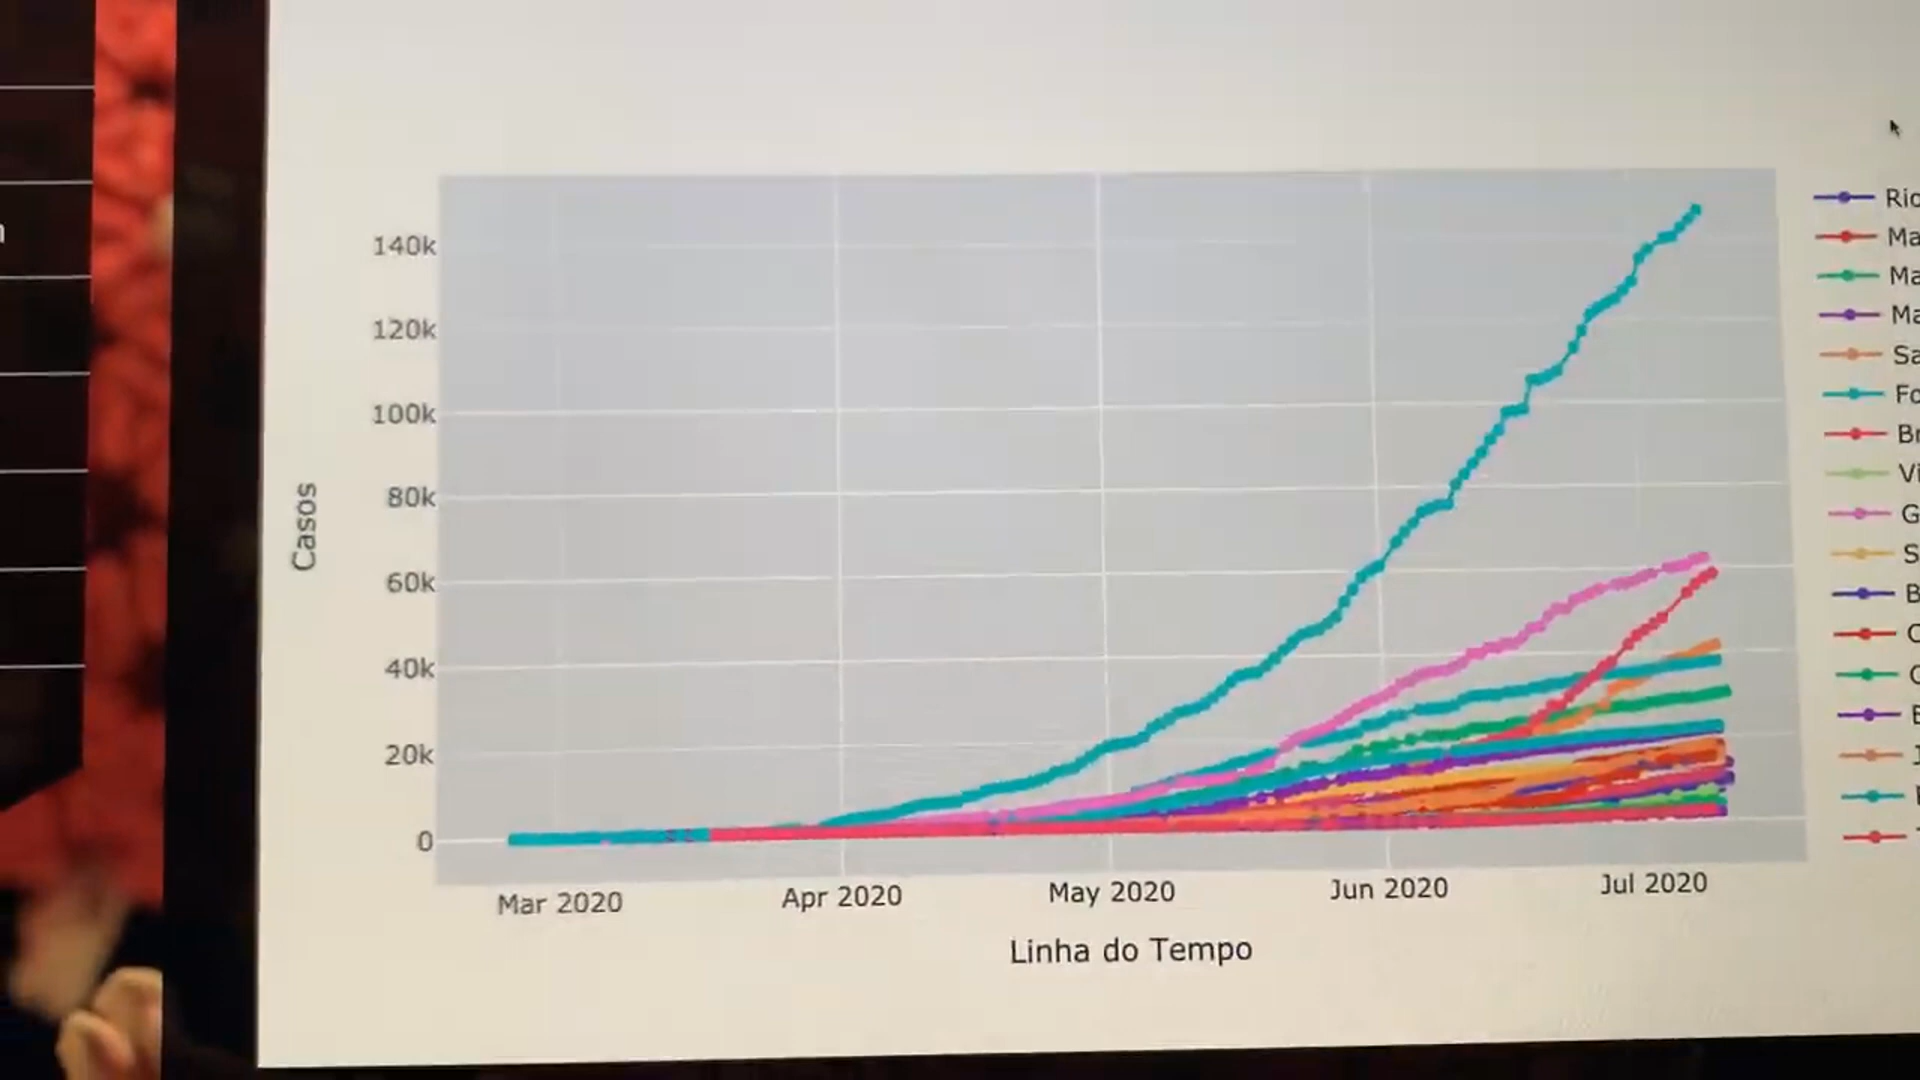 140k
120k
100k
80k
60k
40k
20k
0
Casos
Mar 2020
Apr 2020
May 2020
Jun 2020
Jul 2020
Linha do Tempo
Rio
Ma
Ma
Ma
Sa
Fo
Br
Vi
G
S
B